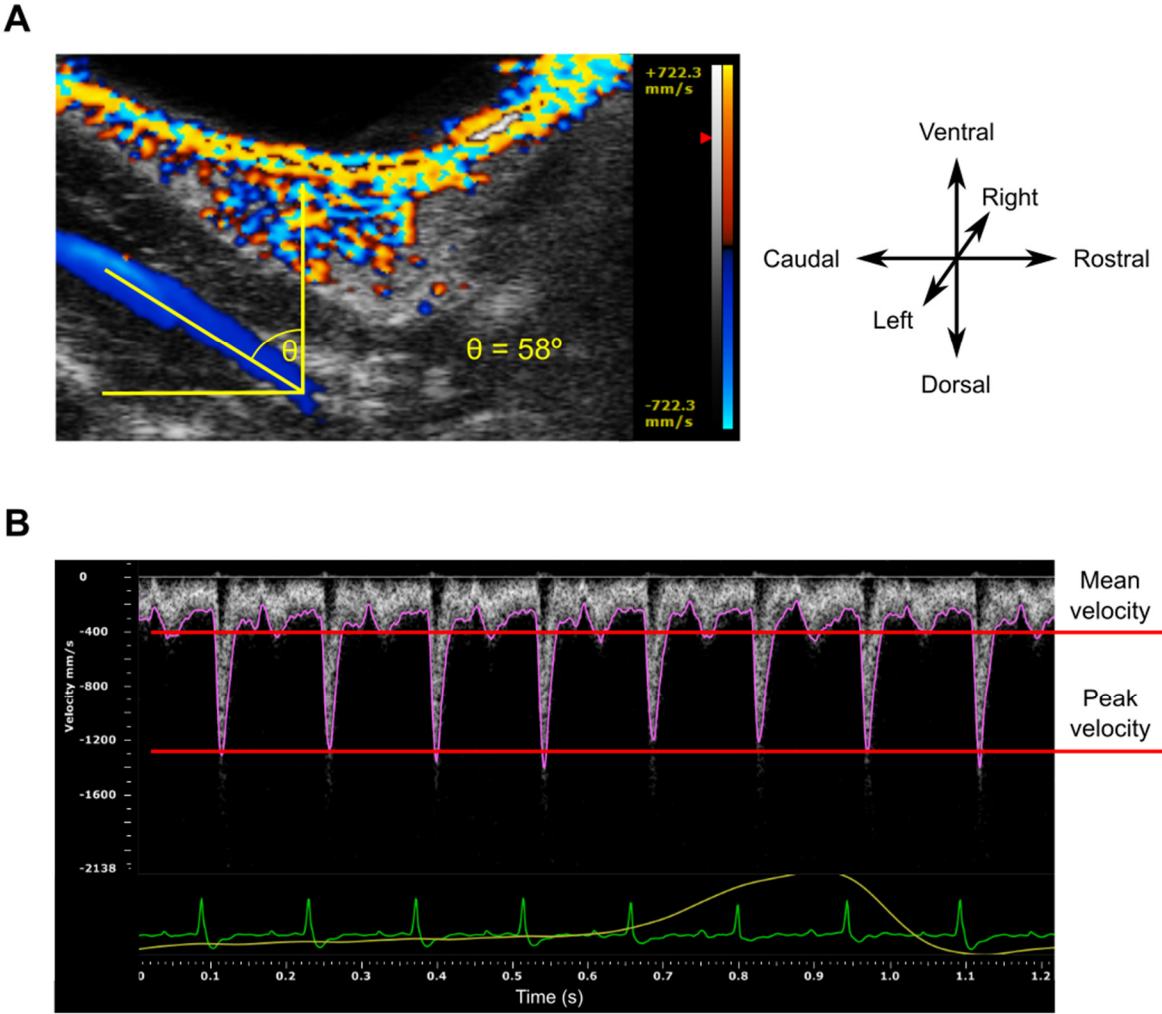 A
+722.3
mm/s
θ
θ = 58º
-722.3
mm/s
Ventral
Right
Caudal
Rostral
Left
Dorsal
B
Velocity mm/s
0
-400
-800
-1200
-1600
-2138
Mean
velocity
Peak
velocity
0 0.1 0.2 0.3 0.4 0.5 0.6 0.7 0.8 0.9 1.0 1.1 1.2
Time (s)